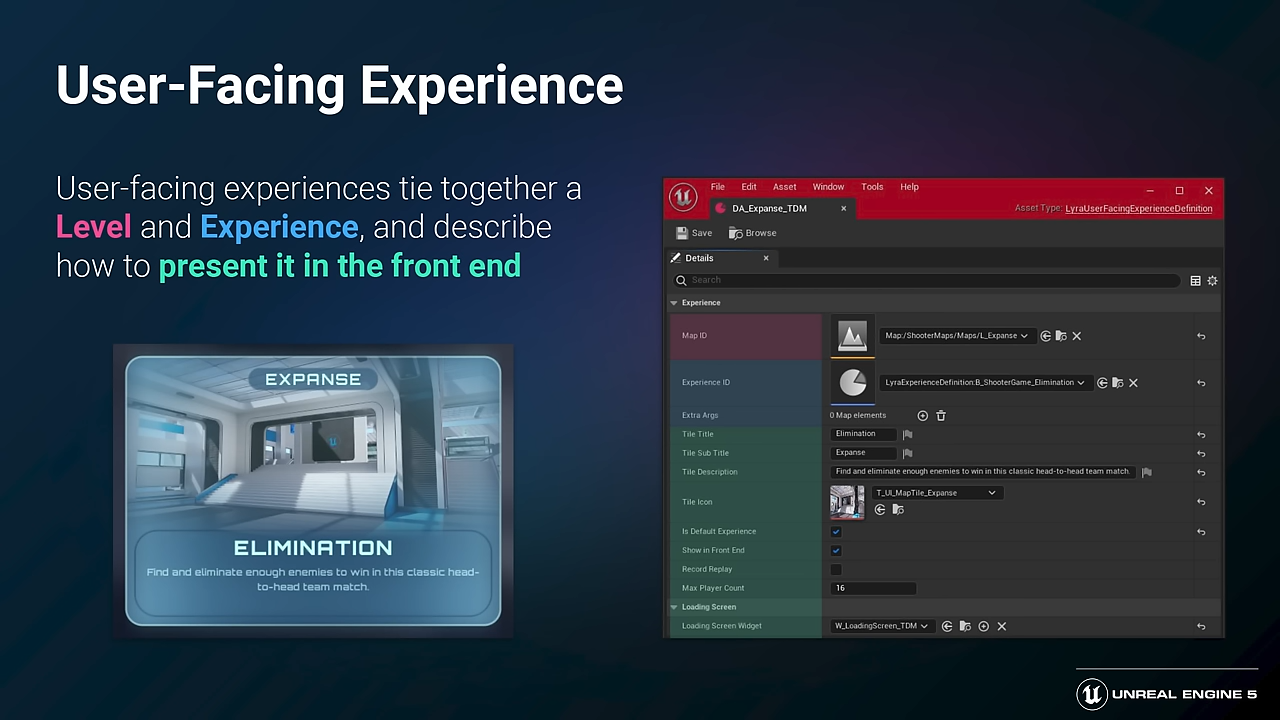 User-Facing Experience
User-facing experiences tie together a
Level and Experience, and describe
how to present it in the front end
EXPANSE
ELIMINATION
Find and eliminate enough enemies to win in this classic head-
to-head team match.
File Edit Asset Window Tools Help
DA_Expanse_TDM
Asset Type: LyraUserFacingExperienceDefinition
Save Browse
Details
Search
Experience
Map ID Map:/ShooterMaps/Maps/L_Expanse
Experience ID LyraExperienceDefinition:B_ShooterGame_Elimination
Extra Args 0 Map elements
Tile Title Elimination
Tile Sub Title Expanse
Tile Description Find and eliminate enough enemies to win in this classic head-to-head team match.
Tile Icon T_UI_MapTile_Expanse
Is Default Experience
Show in Front End
Record Replay
Max Player Count 16
Loading Screen
Loading Screen Widget W_LoadingScreen_TDM
UNREAL ENGINE 5